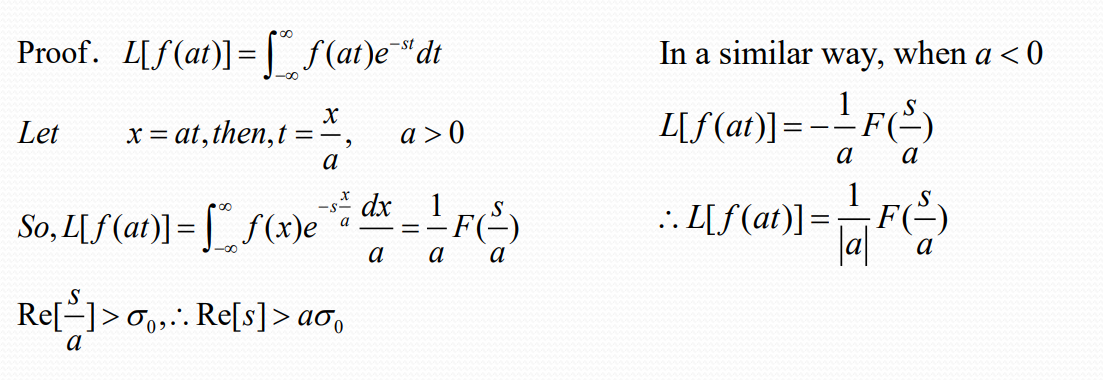 Proof. L[f(at)] = ∫_{-∞}^{∞} f(at)e^{-st}dt
Let x = at, then, t = x/a, a > 0
So, L[f(at)] = ∫_{-∞}^{∞} f(x)e^{-s x/a} dx/a = 1/a F(s/a)
Re[s/a] > σ₀, ∴ Re[s] > aσ₀
In a similar way, when a < 0
L[f(at)] = -1/a F(s/a)
∴ L[f(at)] = 1/|a| F(s/a)